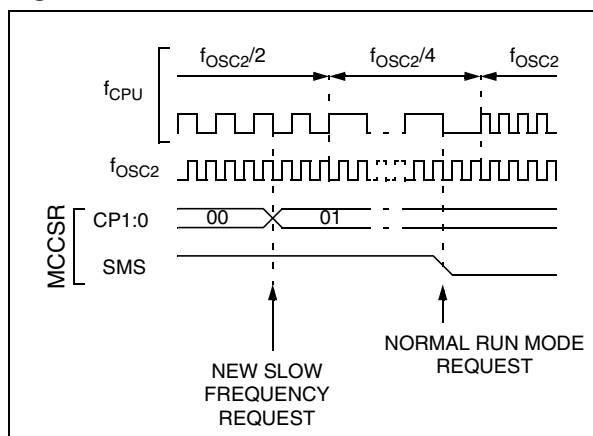 fOSC2/2 fOSC2/4 fOSC2
fCPU
fOSC2
MCCSR
CP1:0 00 01
SMS
NEW SLOW
FREQUENCY
REQUEST
NORMAL RUN MODE
REQUEST